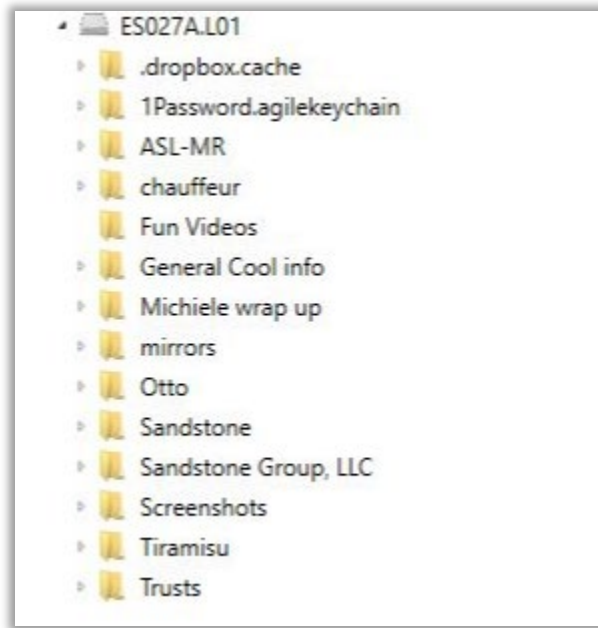 ES027A.L01
.dropbox.cache
1Password.agilekeychain
ASL-MR
chauffeur
Fun Videos
General Cool info
Michiele wrap up
mirrors
Otto
Sandstone
Sandstone Group, LLC
Screenshots
Tiramisu
Trusts